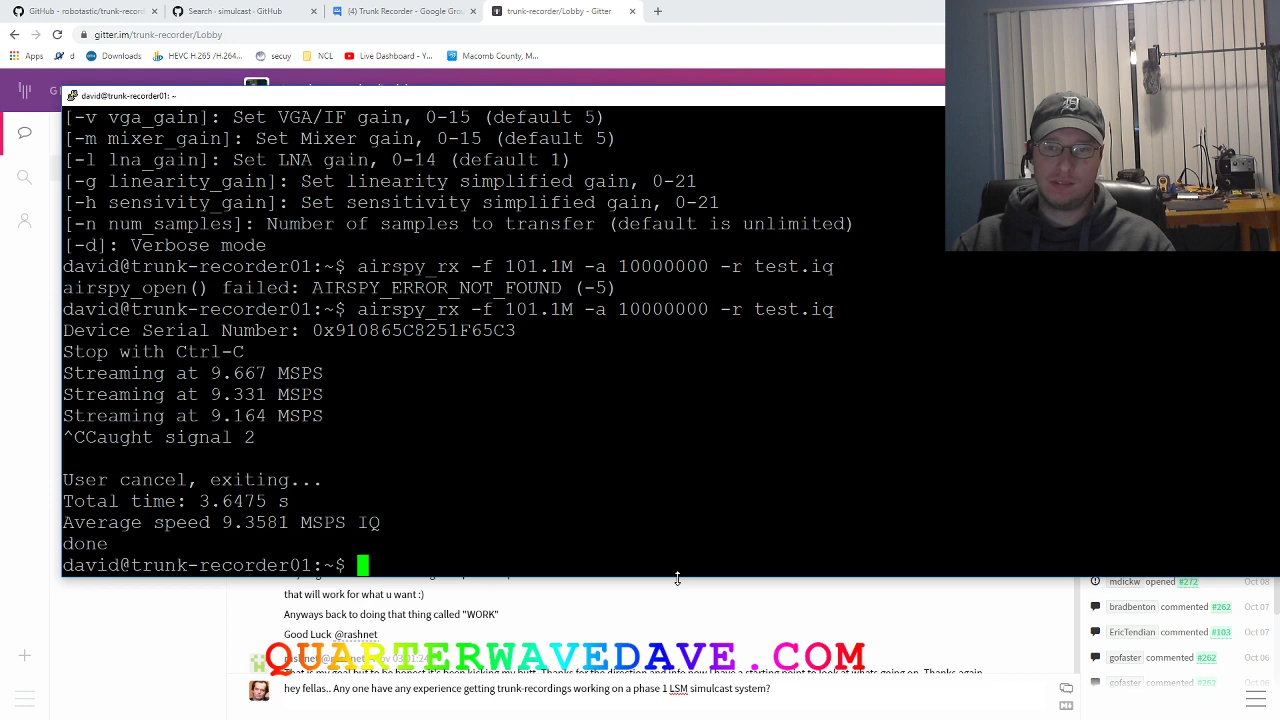 GitHub - robotastic/trunk-recor
Search · simulcast · GitHub
(4) Trunk Recorder - Google Gro
trunk-recorder/Lobby - Gitter
gitter.im/trunk-recorder/Lobby
Apps
d
Downloads
HEVC H.265 /H.264...
secuy
NCL
Live Dashboard - Y...
Macomb County, M...
david@trunk-recorder01: ~
[-v vga_gain]: Set VGA/IF gain, 0-15 (default 5)
[-m mixer_gain]: Set Mixer gain, 0-15 (default 5)
[-l lna_gain]: Set LNA gain, 0-14 (default 1)
[-g linearity_gain]: Set linearity simplified gain, 0-21
[-h sensivity_gain]: Set sensitivity simplified gain, 0-21
[-n num_samples]: Number of samples to transfer (default is unlimited)
[-d]: Verbose mode
david@trunk-recorder01:~$ airspy_rx -f 101.1M -a 10000000 -r test.iq
airspy_open() failed: AIRSPY_ERROR_NOT_FOUND (-5)
david@trunk-recorder01:~$ airspy_rx -f 101.1M -a 10000000 -r test.iq
Device Serial Number: 0x910865C8251F65C3
Stop with Ctrl-C
Streaming at 9.667 MSPS
Streaming at 9.331 MSPS
Streaming at 9.164 MSPS
^CCaught signal 2
User cancel, exiting...
Total time: 3.6475 s
Average speed 9.3581 MSPS IQ
done
david@trunk-recorder01:~$
that will work for what u want :)
Anyways back to doing that thing called "WORK"
Good Luck @rashnet
QUARTERWAVEDAVE.COM
hey fellas.. Any one have any experience getting trunk-recordings working on a phase 1 LSM simulcast system?
mdickw opened #272 Oct 08
bradbenton commented #262 Oct 07
EricTendian commented #103 Oct 07
gofaster commented #262 Oct 06
gofaster commented #262 Oct 06